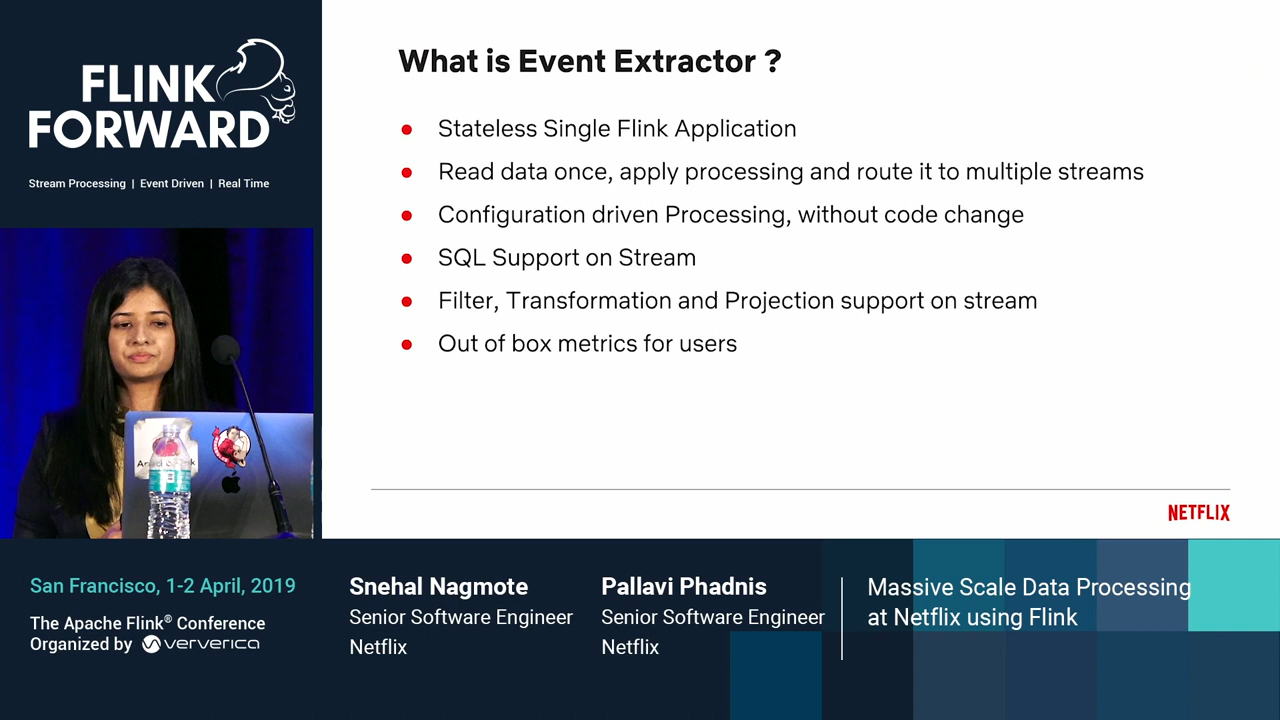 FLINK
FORWARD
Stream Processing | Event Driven | Real Time
What is Event Extractor ?
Stateless Single Flink Application
Read data once, apply processing and route it to multiple streams
Configuration driven Processing, without code change
SQL Support on Stream
Filter, Transformation and Projection support on stream
Out of box metrics for users
NETFLIX
San Francisco, 1-2 April, 2019
The Apache Flink® Conference
Organized by ververica
Snehal Nagmote
Senior Software Engineer
Netflix
Pallavi Phadnis
Senior Software Engineer
Netflix
Massive Scale Data Processing
at Netflix using Flink